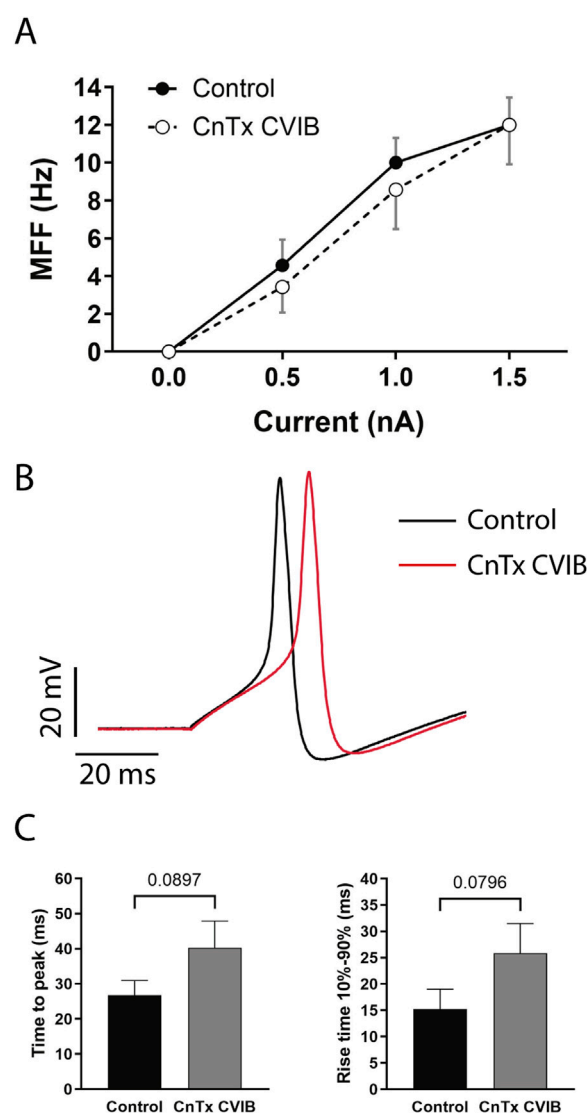 A
Control
CnTx CVIB
MFF (Hz)
14
12
10
8
6
4
2
0
0.0 0.5 1.0 1.5
Current (nA)
B
Control
CnTx CVIB
20 mV
20 ms
C
0.0897
Time to peak (ms)
60
50
40
30
20
10
0
Control CnTx CVIB
0.0796
Rise time 10%-90% (ms)
40
35
30
25
20
15
10
5
0
Control CnTx CVIB